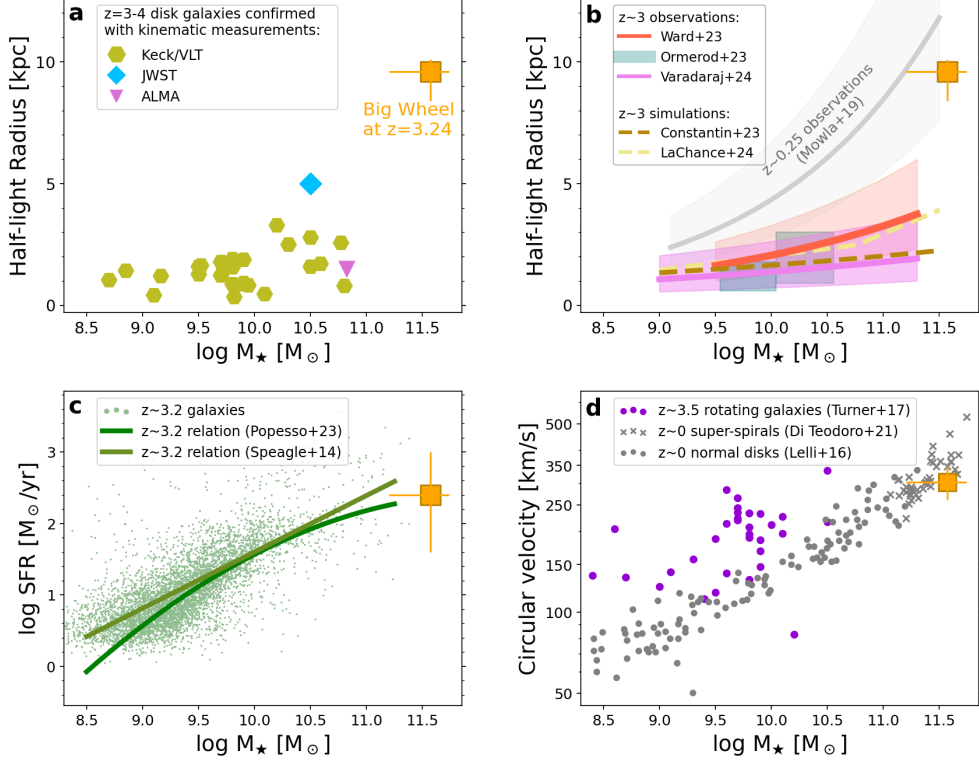 a
z=3-4 disk galaxies confirmed
with kinematic measurements:
Keck/VLT
JWST
ALMA
Big Wheel
at z=3.24
Half-light Radius [kpc]
10
5
0
8.5 9.0 9.5 10.0 10.5 11.0 11.5
log M★ [M⊙]
b
z~3 observations:
Ward+23
Ormerod+23
Varadaraj+24
z~3 simulations:
Constantin+23
LaChance+24
z~0.25 observations
(Mowla+19)
Half-light Radius [kpc]
10
5
0
8.5 9.0 9.5 10.0 10.5 11.0 11.5
log M★ [M⊙]
c
z~3.2 galaxies
z~3.2 relation (Popesso+23)
z~3.2 relation (Speagle+14)
log SFR [M⊙/yr]
3
2
1
0
8.5 9.0 9.5 10.0 10.5 11.0 11.5
log M★ [M⊙]
d
z~3.5 rotating galaxies (Turner+17)
z~0 super-spirals (Di Teodoro+21)
z~0 normal disks (Lelli+16)
Circular velocity [km/s]
500
350
250
150
100
50
8.5 9.0 9.5 10.0 10.5 11.0 11.5
log M★ [M⊙]